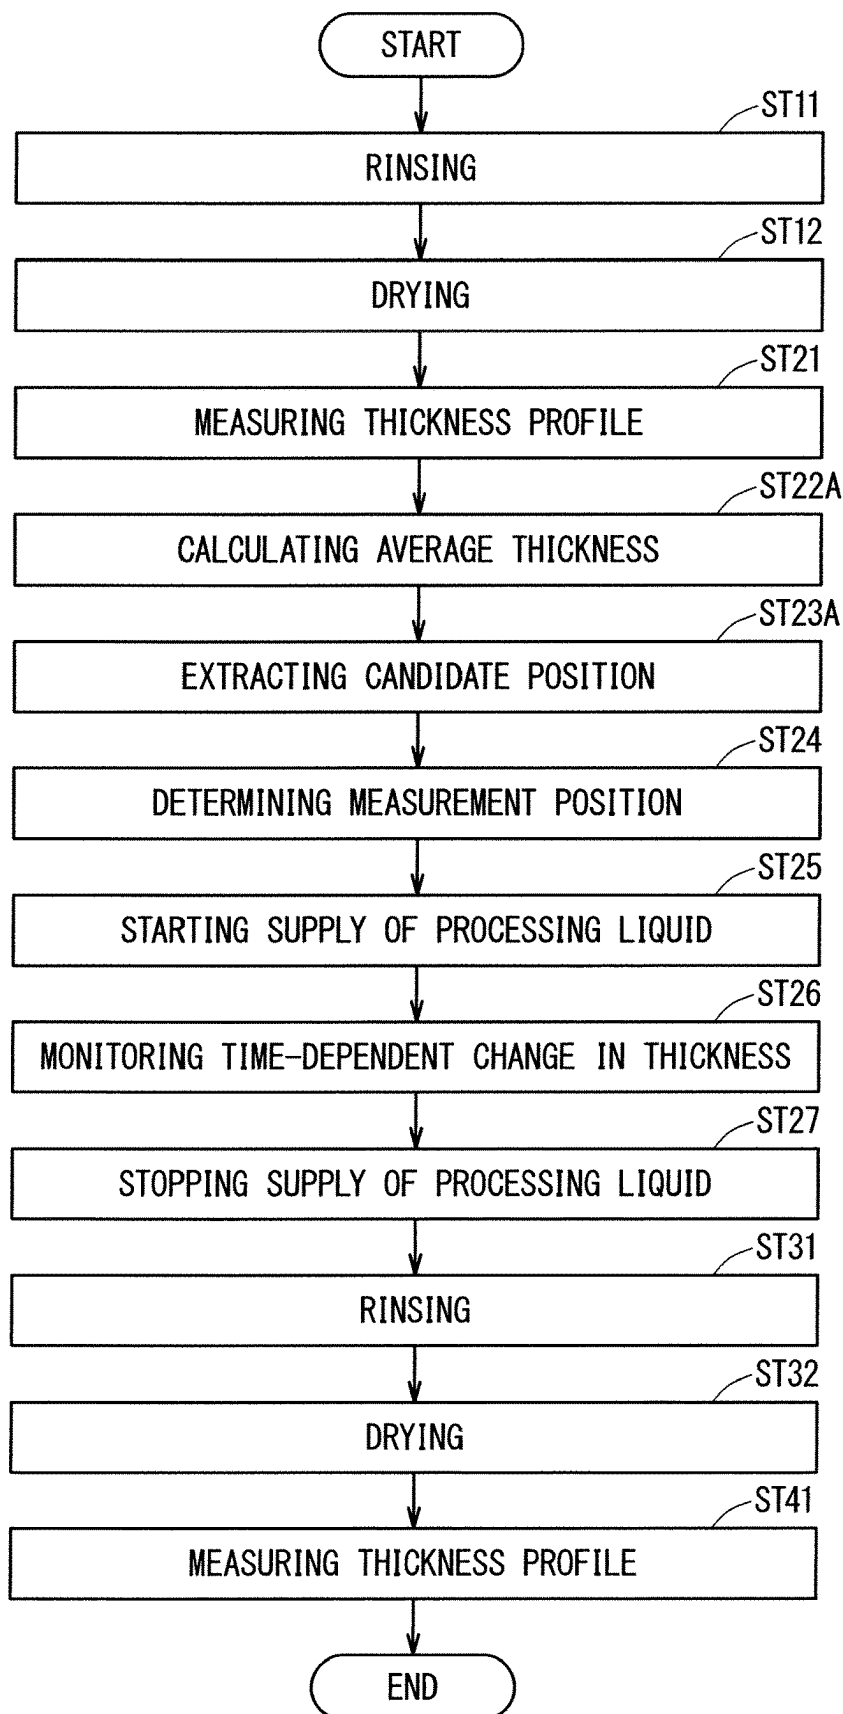 START
ST11
RINSING
ST12
DRYING
ST21
MEASURING THICKNESS PROFILE
ST22A
CALCULATING AVERAGE THICKNESS
ST23A
EXTRACTING CANDIDATE POSITION
ST24
DETERMINING MEASUREMENT POSITION
ST25
STARTING SUPPLY OF PROCESSING LIQUID
ST26
MONITORING TIME-DEPENDENT CHANGE IN THICKNESS
ST27
STOPPING SUPPLY OF PROCESSING LIQUID
ST31
RINSING
ST32
DRYING
ST41
MEASURING THICKNESS PROFILE
END